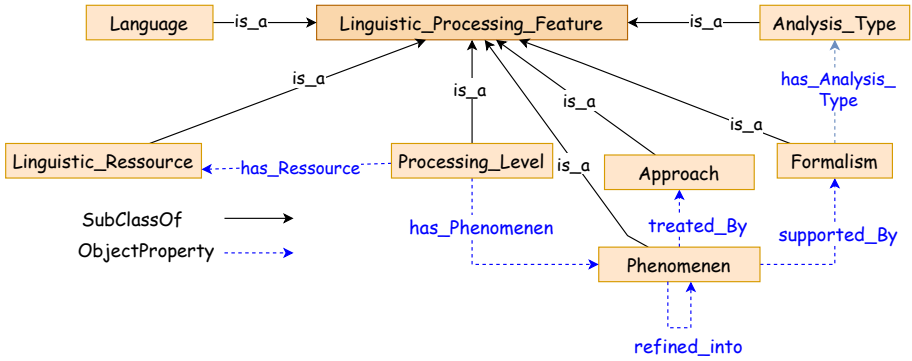 Language
is_a
Linguistic_Processing_Feature
is_a
Analysis_Type
is_a
is_a
is_a
has_Analysis_
Type
is_a
is_a
Linguistic_Ressource
has_Ressource
Processing_Level
is_a
Approach
Formalism
SubClassOf
has_Phenomenen
treated_By
supported_By
ObjectProperty
Phenomenen
refined_into